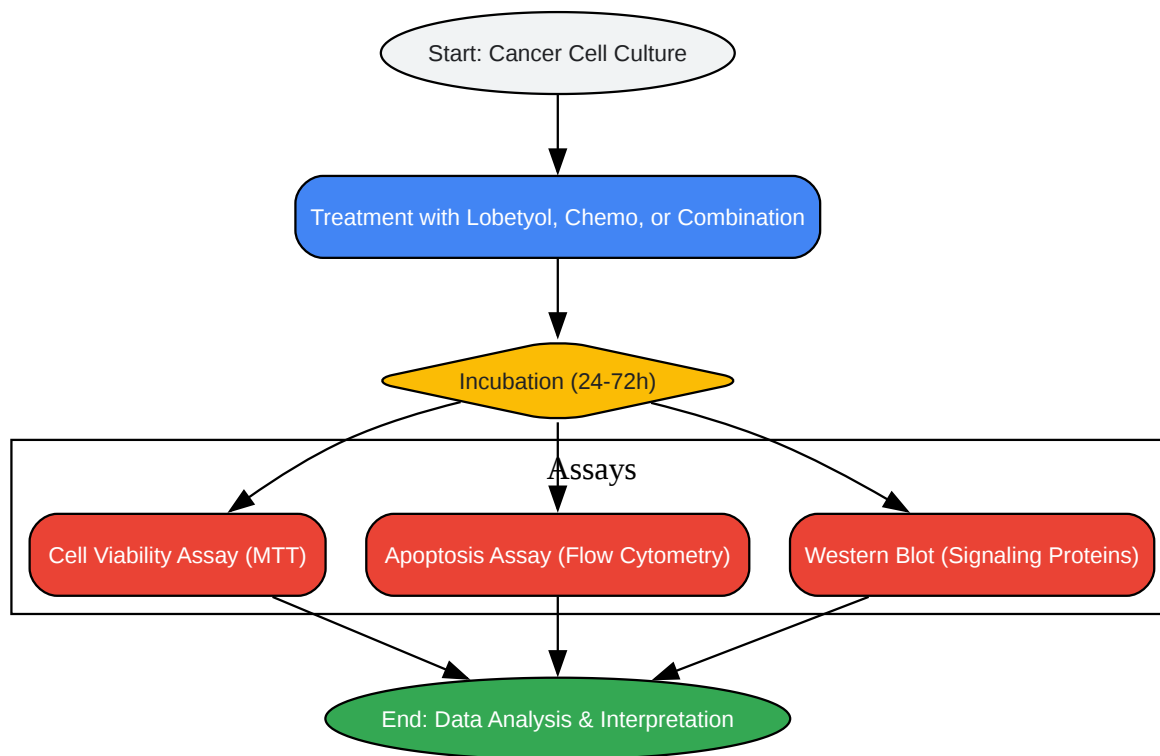 Start: Cancer Cell Culture
Treatment with Lobetyol, Chemo, or Combination
Incubation (24-72h)
Assays
Cell Viability Assay (MTT)
Apoptosis Assay (Flow Cytometry)
Western Blot (Signaling Proteins)
End: Data Analysis & Interpretation